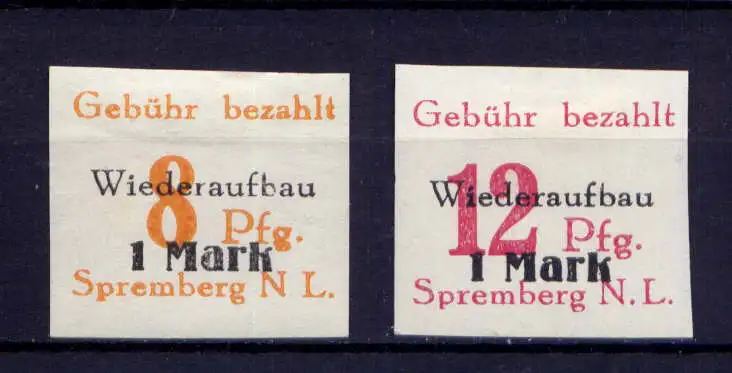 Gebühr bezahlt
Wiederaufbau
8 Pfg.
1 Mark
Spremberg N L.
Gebühr bezahlt
Wiederaufbau
12 Pfg.
1 Mark
Spremberg N.L.